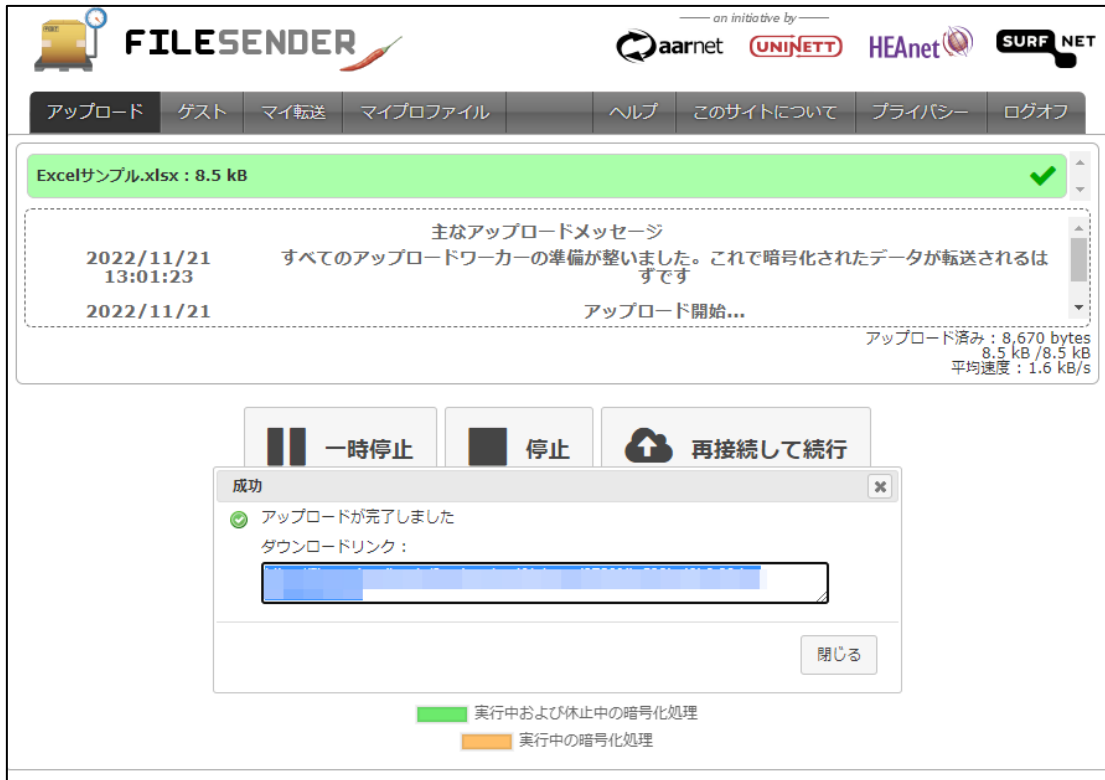 FILESENDER
an initiative by
aarnet
UNINETT
HEAnet
SURF NET
アップロード ゲスト マイ転送 マイプロファイル ヘルプ このサイトについて プライバシー ログオフ
Excelサンプル.xlsx : 8.5 kB
主なアップロードメッセージ
2022/11/21 すべてのアップロードワーカーの準備が整いました。これで暗号化されたデータが転送されるは
13:01:23 ずです
2022/11/21 アップロード開始...
アップロード済み : 8,670 bytes
8.5 kB /8.5 kB
平均速度 : 1.6 kB/s
一時停止 停止 再接続して続行
成功
アップロードが完了しました
ダウンロードリンク :
閉じる
実行中および休止中の暗号化処理
実行中の暗号化処理